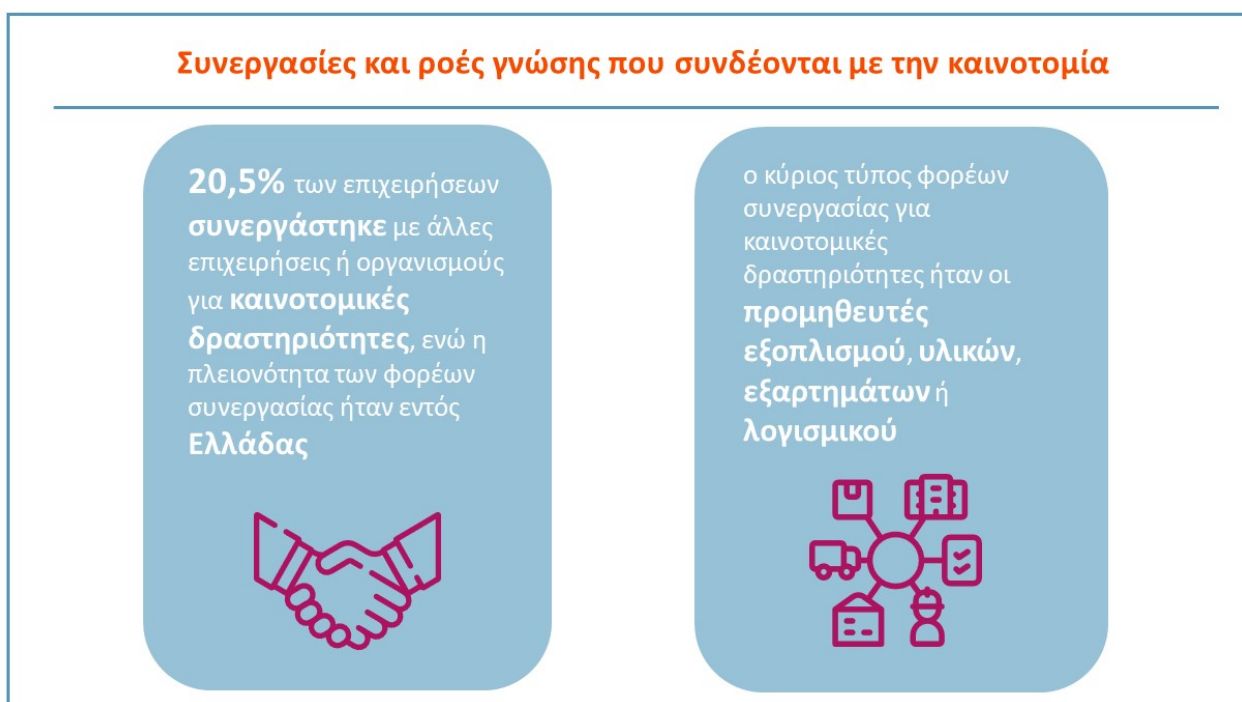 Συνεργασίες και ροές γνώσης που συνδέονται με την καινοτομία
20,5% των επιχειρήσεων
συνεργάστηκε με άλλες
επιχειρήσεις ή οργανισμούς
για καινοτομικές
δραστηριότητες, ενώ η
πλειονότητα των φορέων
συνεργασίας ήταν εντός
Ελλάδας
ο κύριος τύπος φορέων
συνεργασίας για
καινοτομικές
δραστηριότητες ήταν οι
προμηθευτές
εξοπλισμού, υλικών,
εξαρτημάτων ή
λογισμικού